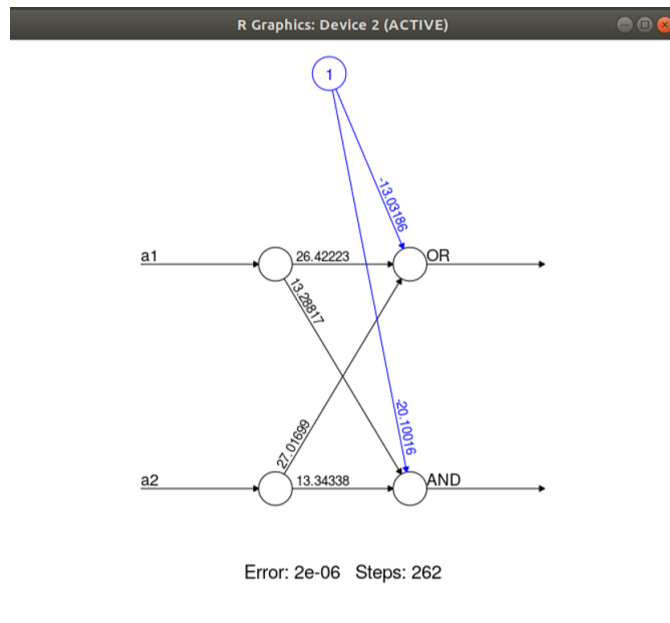 R Graphics: Device 2 (ACTIVE)
1
-13.03186
a1
26.42223
OR
13.28817
-20.10016
27.01699
a2
13.34338
AND
Error: 2e-06 Steps: 262